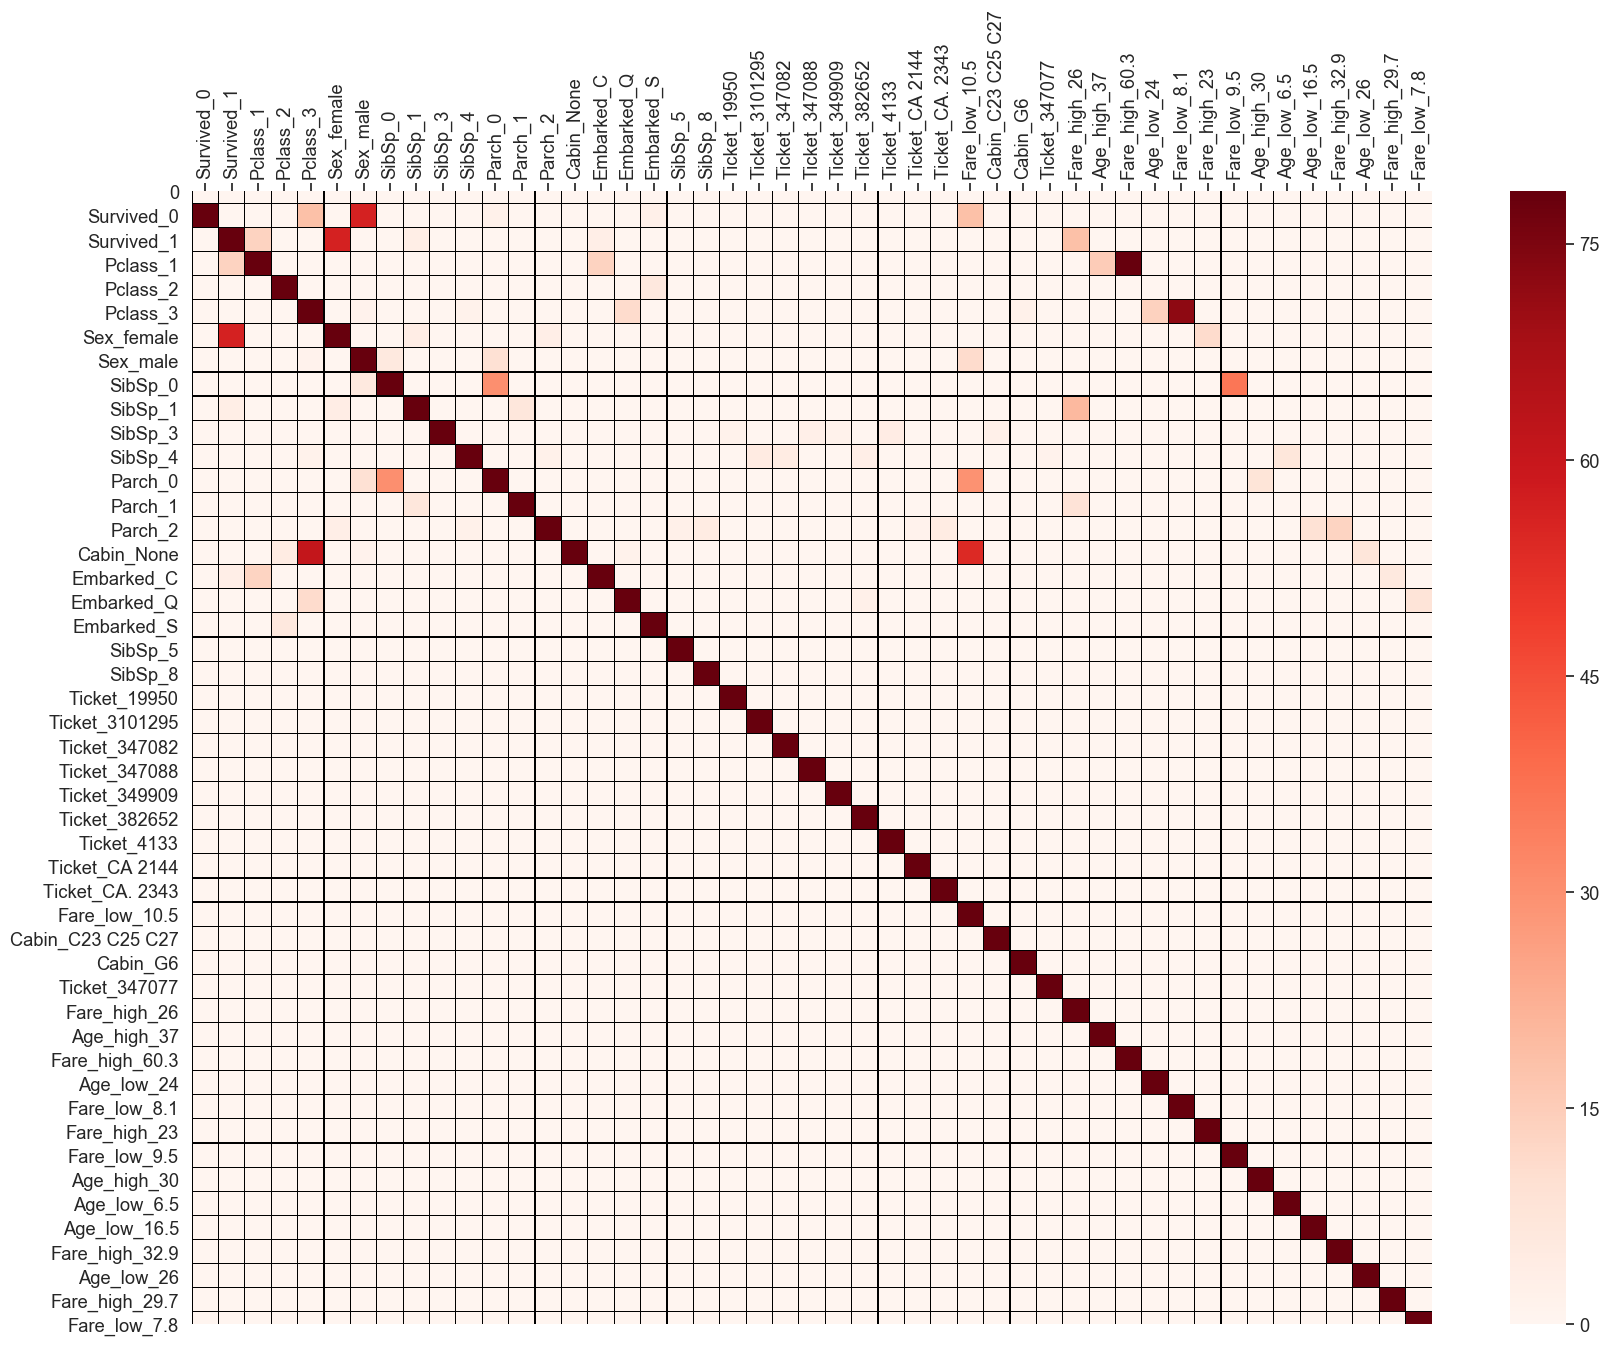 Survived_0
Survived_1
Pclass_1
Pclass_2
Pclass_3
Sex_female
Sex_male
SibSp_0
SibSp_1
SibSp_3
SibSp_4
Parch_0
Parch_1
Parch_2
Cabin_None
Embarked_C
Embarked_Q
Embarked_S
SibSp_5
SibSp_8
Ticket_19950
Ticket_3101295
Ticket_347082
Ticket_347088
Ticket_349909
Ticket_382652
Ticket_4133
Ticket_CA 2144
Ticket_CA. 2343
Fare_low_10.5
Cabin_C23 C25 C27
Cabin_G6
Ticket_347077
Fare_high_26
Age_high_37
Fare_high_60.3
Age_low_24
Fare_low_8.1
Fare_high_23
Fare_low_9.5
Age_high_30
Age_low_6.5
Age_low_16.5
Fare_high_32.9
Age_low_26
Fare_high_29.7
Fare_low_7.8
0
Survived_0
Survived_1
Pclass_1
Pclass_2
Pclass_3
Sex_female
Sex_male
SibSp_0
SibSp_1
SibSp_3
SibSp_4
Parch_0
Parch_1
Parch_2
Cabin_None
Embarked_C
Embarked_Q
Embarked_S
SibSp_5
SibSp_8
Ticket_19950
Ticket_3101295
Ticket_347082
Ticket_347088
Ticket_349909
Ticket_382652
Ticket_4133
Ticket_CA 2144
Ticket_CA. 2343
Fare_low_10.5
Cabin_C23 C25 C27
Cabin_G6
Ticket_347077
Fare_high_26
Age_high_37
Fare_high_60.3
Age_low_24
Fare_low_8.1
Fare_high_23
Fare_low_9.5
Age_high_30
Age_low_6.5
Age_low_16.5
Fare_high_32.9
Age_low_26
Fare_high_29.7
Fare_low_7.8
75
60
45
30
15
0